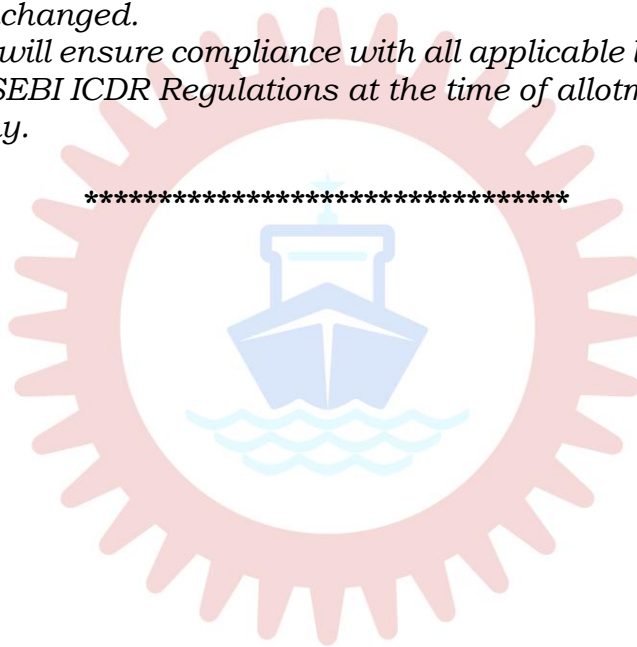 changed.
will ensure compliance with all applicable
SEBI ICDR Regulations at the time of allotm
y.
*********************************